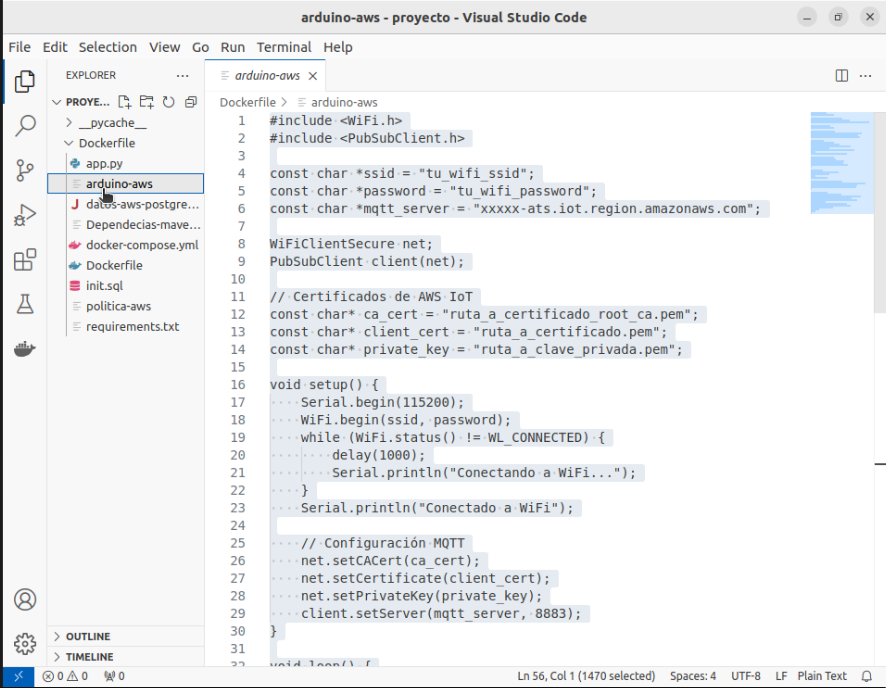 arduino-aws - proyecto - Visual Studio Code
File Edit Selection View Go Run Terminal Help
EXPLORER
PROYE...
__pycache__
Dockerfile
app.py
arduino-aws
datos-aws-postgre...
Dependecias-mave...
docker-compose.yml
Dockerfile
init.sql
politica-aws
requirements.txt
OUTLINE
TIMELINE
arduino-aws
Dockerfile > arduino-aws
1 #include <WiFi.h>
2 #include <PubSubClient.h>
3
4 const char *ssid = "tu_wifi_ssid";
5 const char *password = "tu_wifi_password";
6 const char *mqtt_server = "xxxxx-ats.iot.region.amazonaws.com";
7
8 WiFiClientSecure net;
9 PubSubClient client(net);
10
11 // Certificados de AWS IoT
12 const char* ca_cert = "ruta_a_certificado_root_ca.pem";
13 const char* client_cert = "ruta_a_certificado.pem";
14 const char* private_key = "ruta_a_clave_privada.pem";
15
16 void setup() {
17     Serial.begin(115200);
18     WiFi.begin(ssid, password);
19     while (WiFi.status() != WL_CONNECTED) {
20         delay(1000);
21         Serial.println("Conectando a WiFi...");
22     }
23     Serial.println("Conectado a WiFi");
24
25     // Configuración MQTT
26     net.setCACert(ca_cert);
27     net.setCertificate(client_cert);
28     net.setPrivateKey(private_key);
29     client.setServer(mqtt_server, 8883);
30 }
31
32 void loop() {
0 0 0 Ln 56, Col 1 (1470 selected) Spaces: 4 UTF-8 LF Plain Text